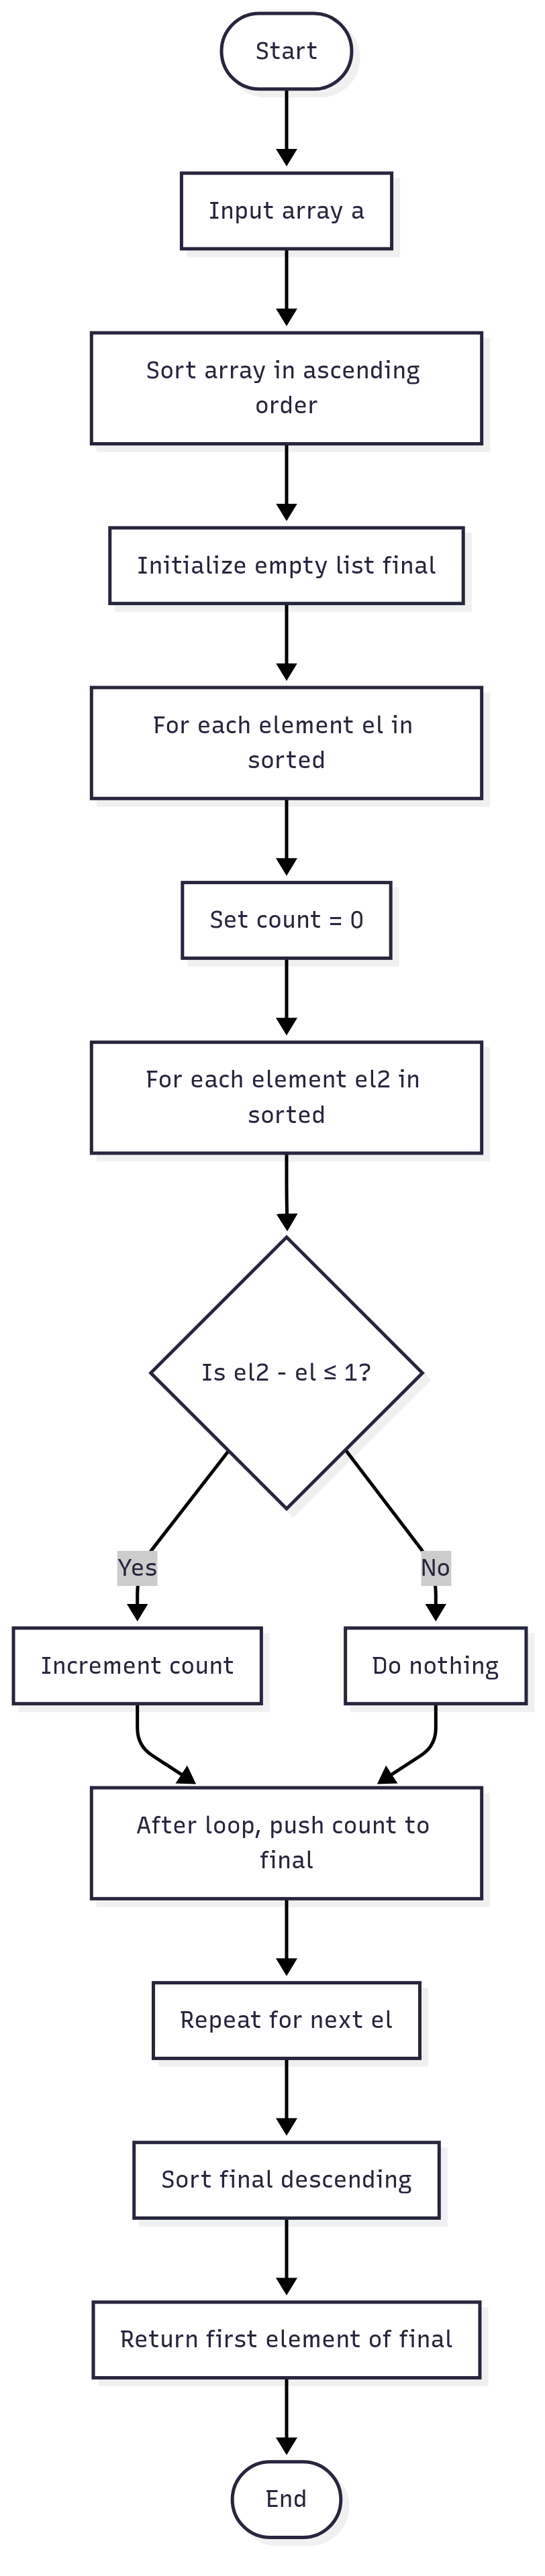 Start
Input array a
Sort array in ascending
order
Initialize empty list final
For each element el in
sorted
Set count = 0
For each element el2 in
sorted
Is el2 - el ≤ 1?
Yes
No
Increment count
Do nothing
After loop, push count to
final
Repeat for next el
Sort final descending
Return first element of final
End